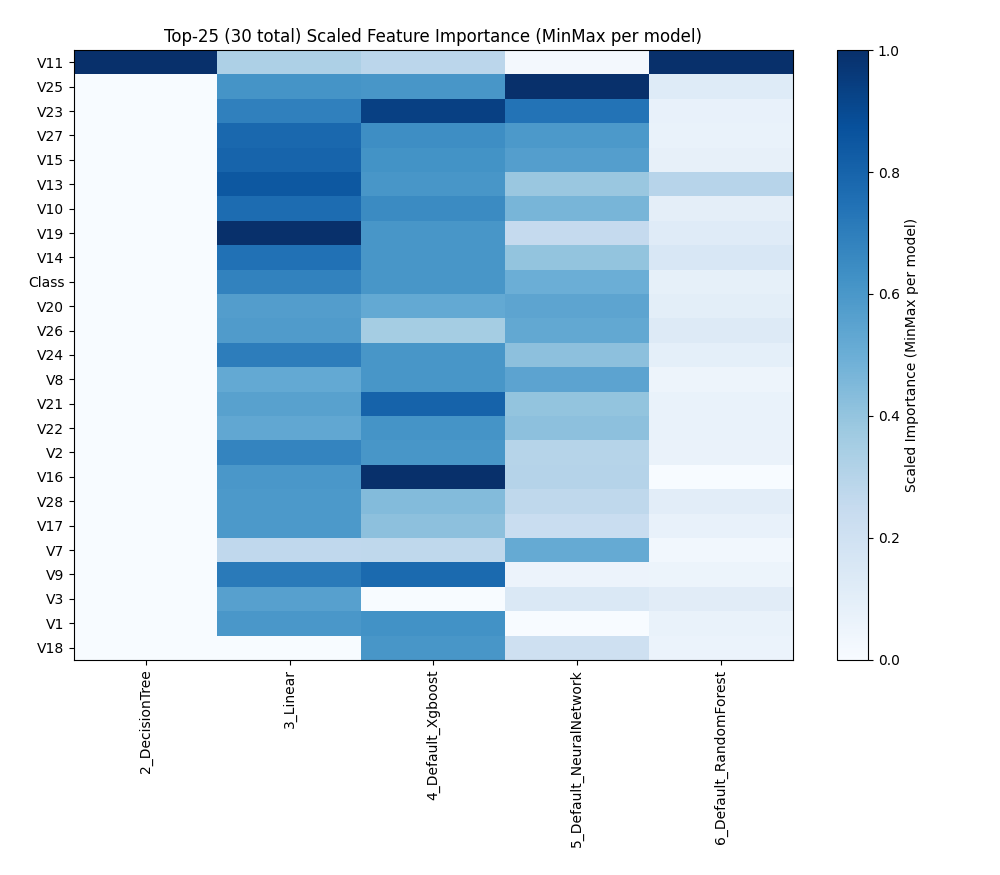 Top-25 (30 total) Scaled Feature Importance (MinMax per model)
V11
V25
V23
V27
V15
V13
V10
V19
V14
Class
V20
V26
V24
V8
V21
V22
V2
V16
V28
V17
V7
V9
V3
V1
V18
2_DecisionTree
3_Linear
4_Default_Xgboost
5_Default_NeuralNetwork
6_Default_RandomForest
1.0
0.8
0.6
0.4
0.2
0.0
Scaled Importance (MinMax per model)